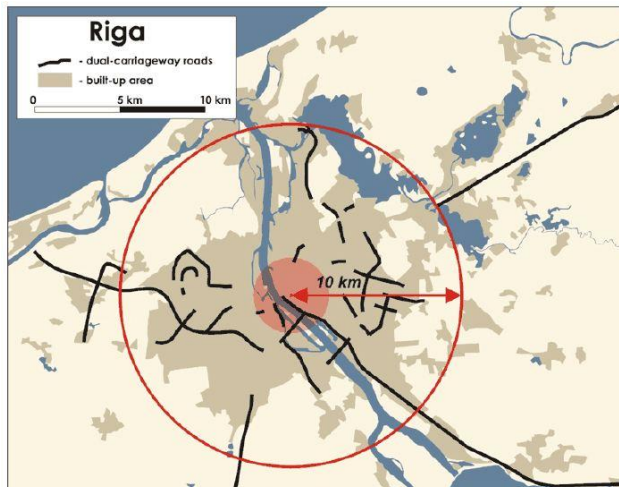 Riga
- dual-carriageway roads
- built-up area
0 5 km 10 km
10 km